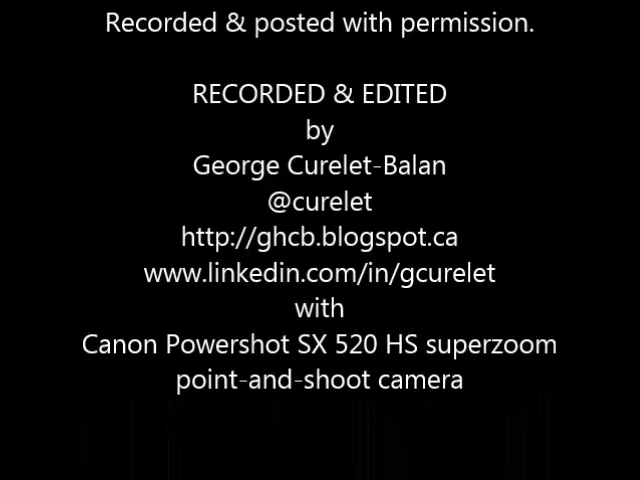 Recorded & posted with permission.
RECORDED & EDITED
by
George Curelet-Balan
@curelet
http://ghcb.blogspot.ca
www.linkedin.com/in/gcurelet
with
Canon Powershot SX 520 HS superzoom
point-and-shoot camera